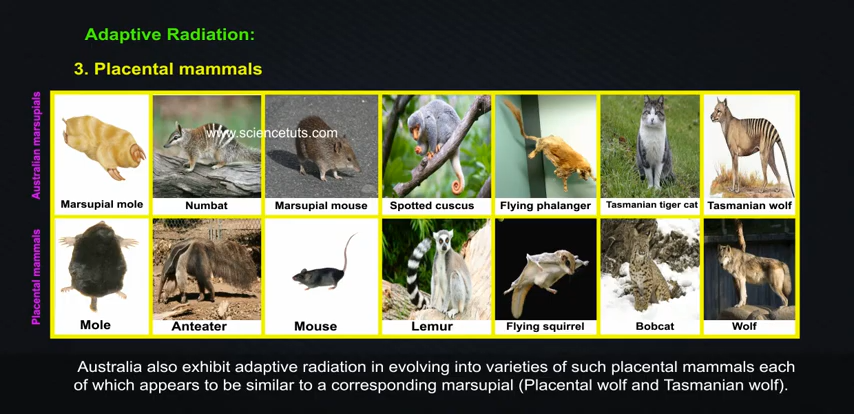 Adaptive Radiation:
3. Placental mammals
Australian marsupials
www.sciencetuts.com
Marsupial mole
Numbat
Marsupial mouse
Spotted cuscus
Flying phalanger
Tasmanian tiger cat
Tasmanian wolf
Placental mammals
Mole
Anteater
Mouse
Lemur
Flying squirrel
Bobcat
Wolf
Australia also exhibit adaptive radiation in evolving into varieties of such placental mammals each
of which appears to be similar to a corresponding marsupial (Placental wolf and Tasmanian wolf).